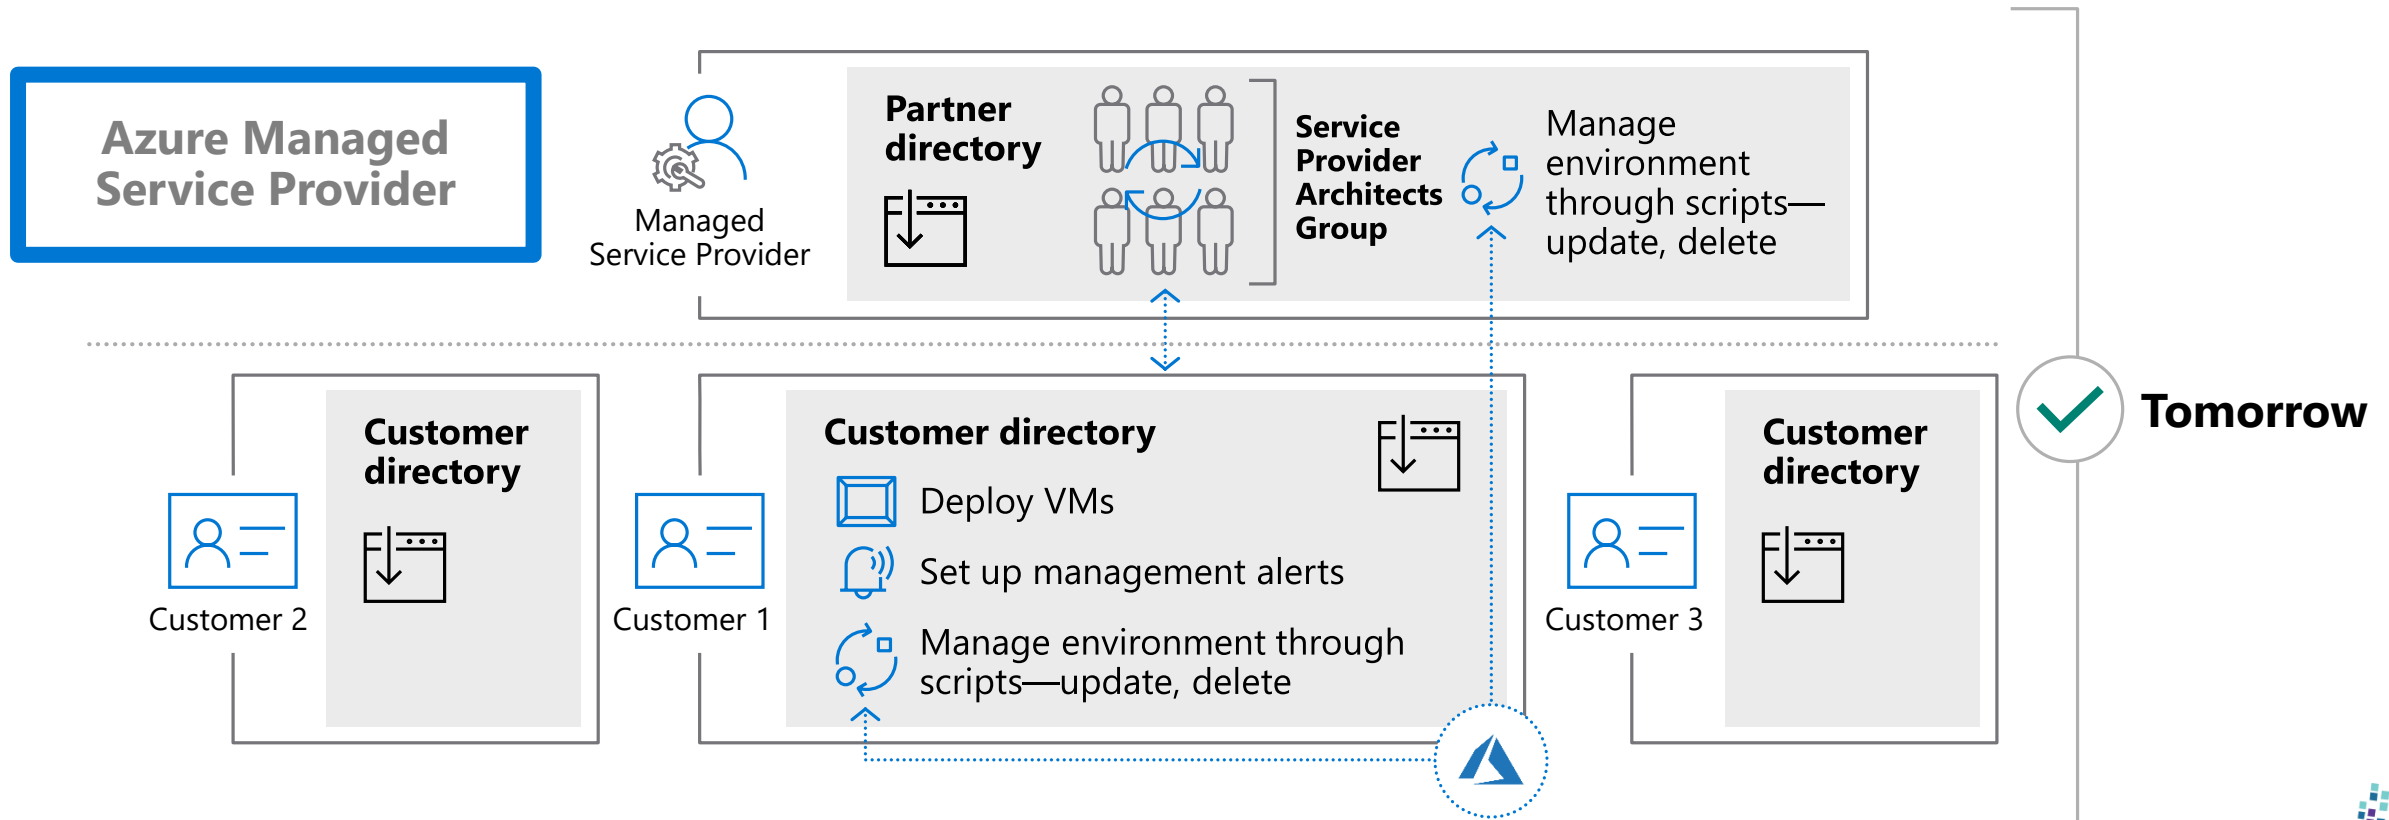 Azure Managed
Service Provider
Managed
Service Provider
Partner
directory
Service
Provider
Architects
Group
Manage
environment
through scripts—
update, delete
Customer 2
Customer
directory
Customer 1
Customer directory
Deploy VMs
Set up management alerts
Manage environment through
scripts—update, delete
Customer 3
Customer
directory
Tomorrow